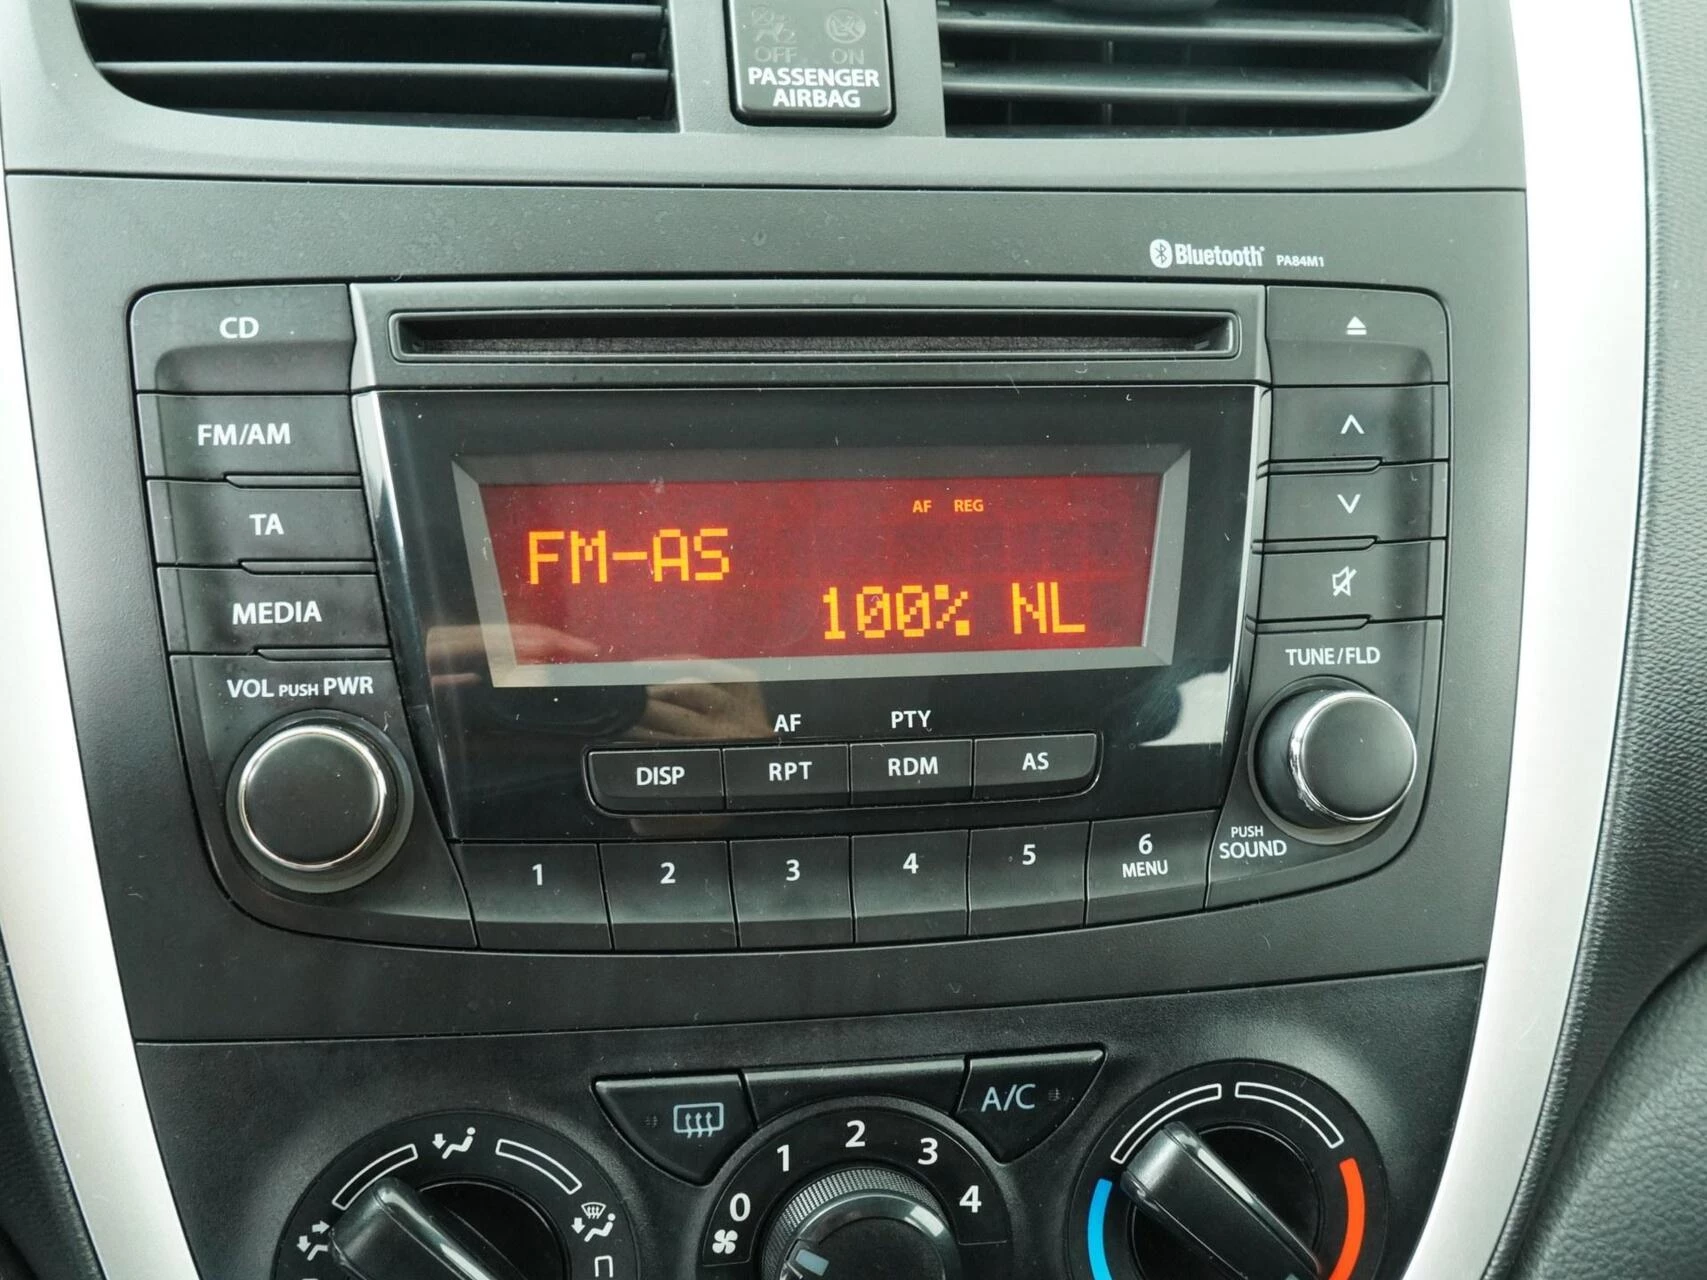 OFF ON
PASSENGER
AIRBAG
Bluetooth PA84M1
CD
FM/AM
TA
MEDIA
VOL PUSH PWR
AF REG
FM-AS
100% NL
TUNE/FLD
AF PTY
DISP RPT RDM AS
PUSH
SOUND
1 2 3 4 5 6
MENU
A/C
0 1 2 3 4